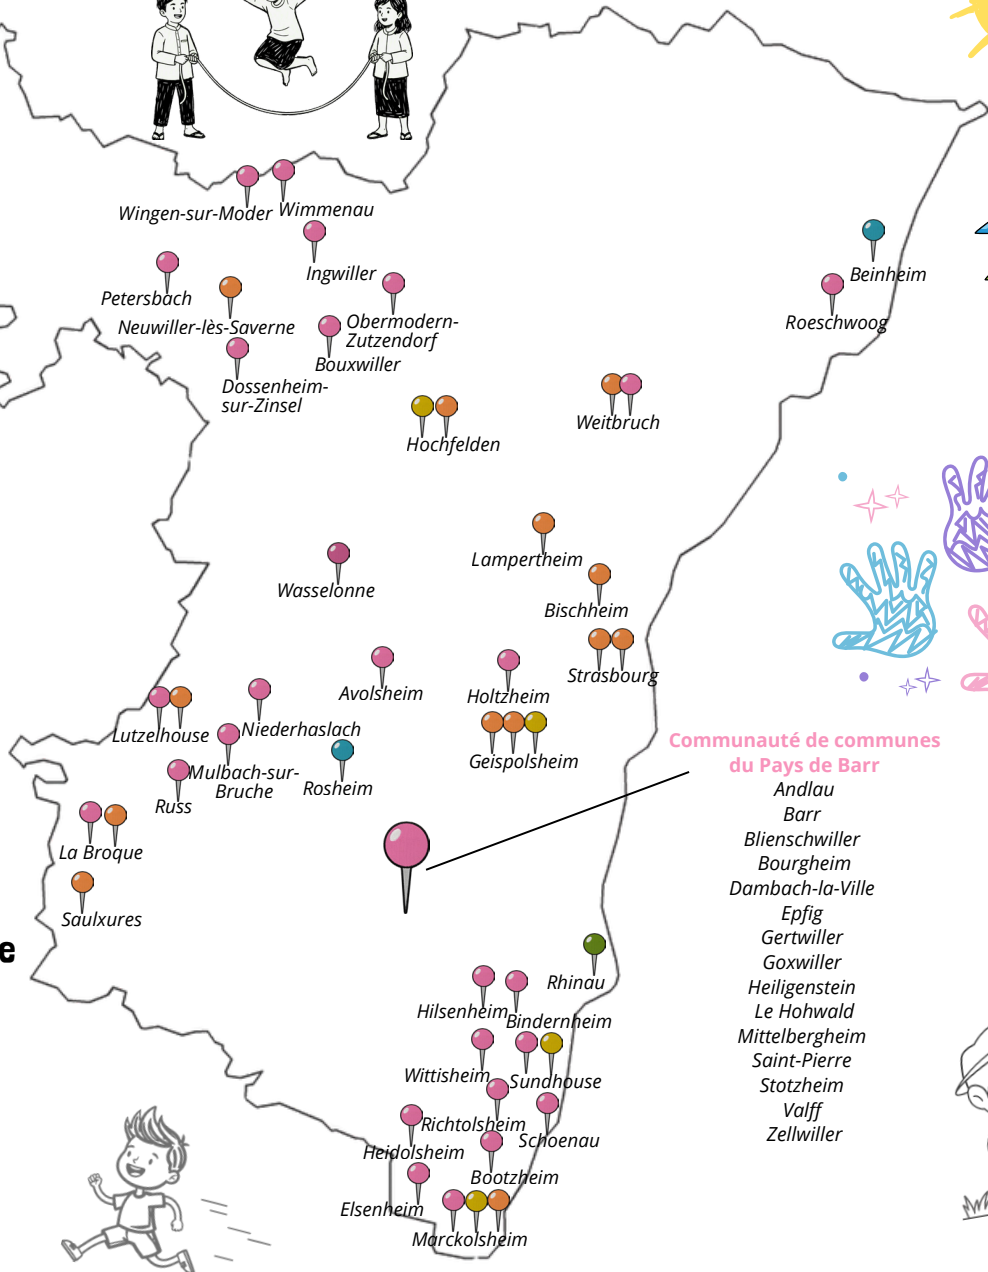 Wingen-sur-Moder
Wimmenau
Ingwiller
Beinheim
Petersbach
Roeschwoog
Neuwiller-lès-Saverne
Obermodern-
Zutzendorf
Bouxwiller
Dossenheim-
sur-Zinsel
Weitbruch
Hochfelden
Lampertheim
Wasselonne
Bischheim
Strasbourg
Avolsheim
Holtzheim
Lutzelhouse
Niederhaslach
Geispolsheim
Mulbach-sur-
Bruche
Rosheim
Russ
La Broque
Saulxures
e
Communauté de communes
du Pays de Barr
Andlau
Barr
Blienschwiller
Bourgheim
Dambach-la-Ville
Epfig
Gertwiller
Goxwiller
Heiligenstein
Le Hohwald
Mittelbergheim
Saint-Pierre
Stotzheim
Valff
Zellwiller
Rhinau
Hilsenheim
Bindernheim
Wittisheim
Sundhouse
Richtolsheim
Schoenau
Heidolsheim
Bootzheim
Elsenheim
Marckolsheim